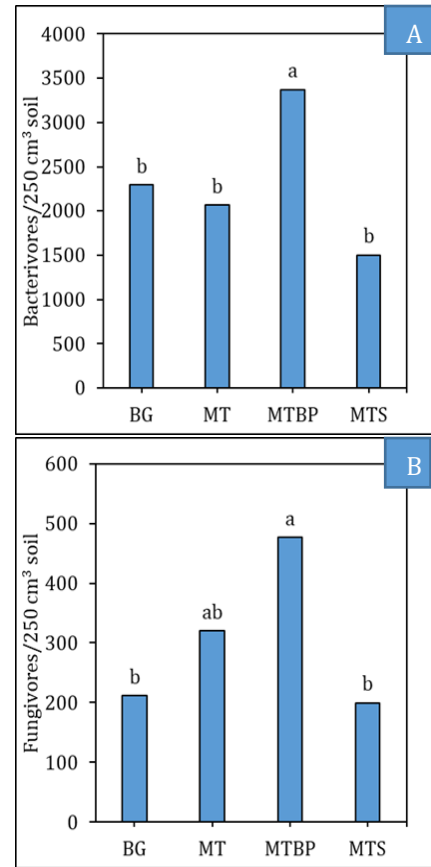 A
Bacterivores/250 cm³ soil
4000
3500
3000
2500
2000
1500
1000
500
0
b
b
a
b
BG MT MTBP MTS
B
Fungivores/250 cm³ soil
600
500
400
300
200
100
0
b
ab
a
b
BG MT MTBP MTS